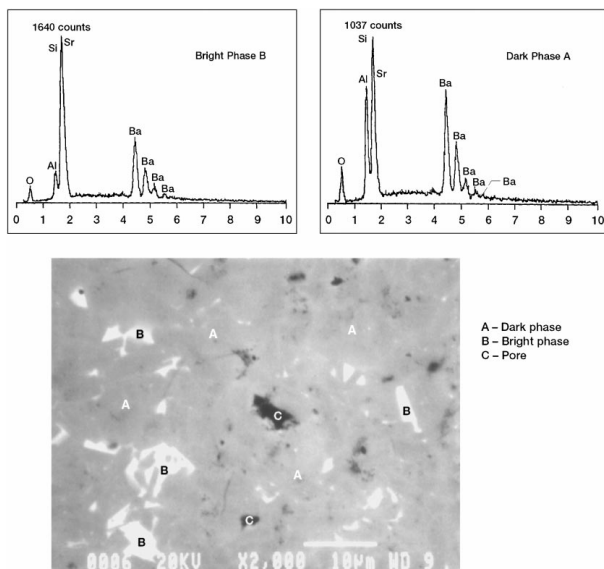 1640 counts
Si
Sr
Bright Phase B
Al
O
Ba
Ba
Ba
Ba
0 1 2 3 4 5 6 7 8 9 10
1037 counts
Si
Sr
Dark Phase A
Al
O
Ba
Ba
Ba
Ba
Ba
0 1 2 3 4 5 6 7 8 9 10
B
A
A
A
B
C
B
A
C
B
0006 20KV X2,000 10µm WD 9
A – Dark phase
B – Bright phase
C – Pore